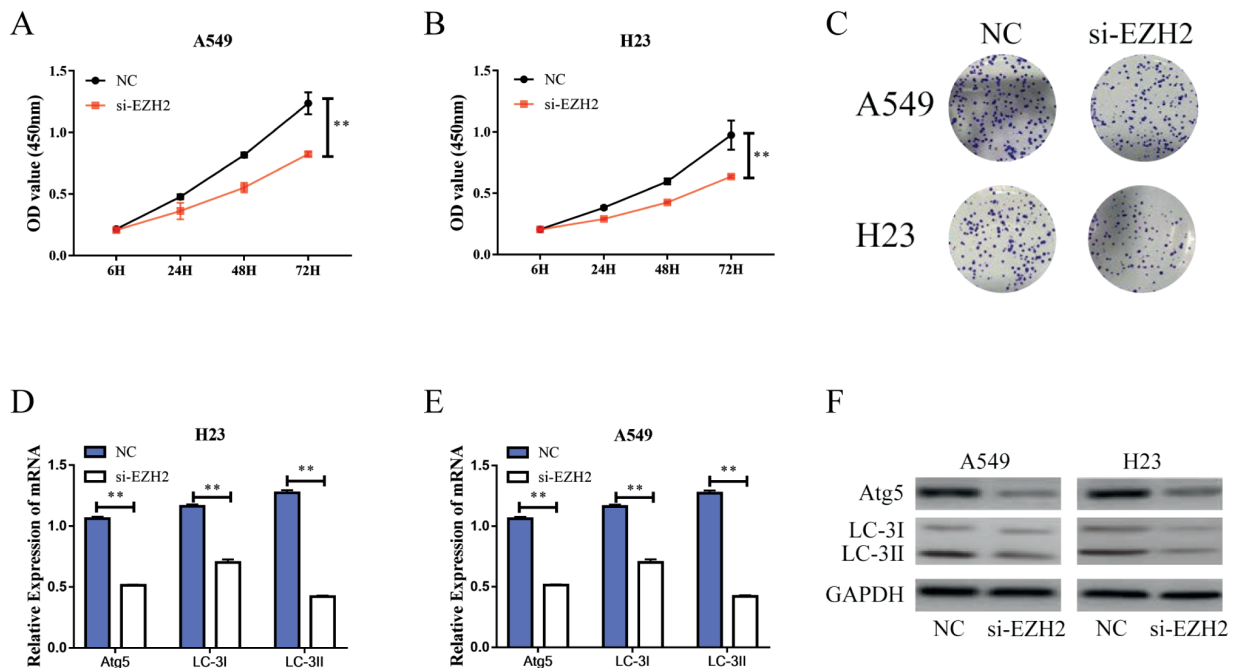 A
A549
OD value (450nm)
1.5
1.0
0.5
0.0
NC
si-EZH2
**
6H 24H 48H 72H
B
H23
OD value (450nm)
1.5
1.0
0.5
0.0
NC
si-EZH2
**
6H 24H 48H 72H
C
NC si-EZH2
A549
H23
D
H23
Relative Expression of mRNA
1.5
1.0
0.5
0.0
NC
si-EZH2
** ** **
Atg5 LC-3I LC-3II
E
A549
Relative Expression of mRNA
1.5
1.0
0.5
0.0
NC
si-EZH2
** ** **
Atg5 LC-3I LC-3II
F
A549 H23
Atg5
LC-3I
LC-3II
GAPDH
NC si-EZH2 NC si-EZH2